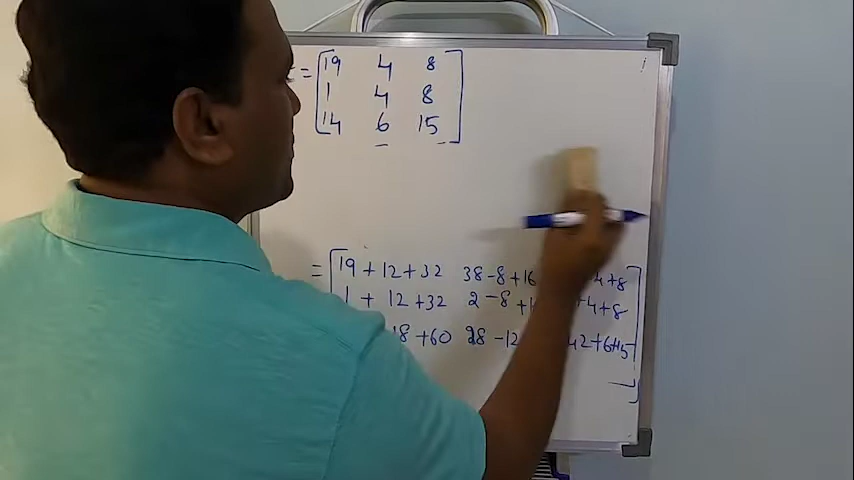 = 19 4 8
1 4 8
14 6 15
= 19 + 12 + 32 38 - 8 + 16 4 + 8
1 + 12 + 32 2 - 8 + +4+8
18 + 60 28 - 12 42 + 6 + 15